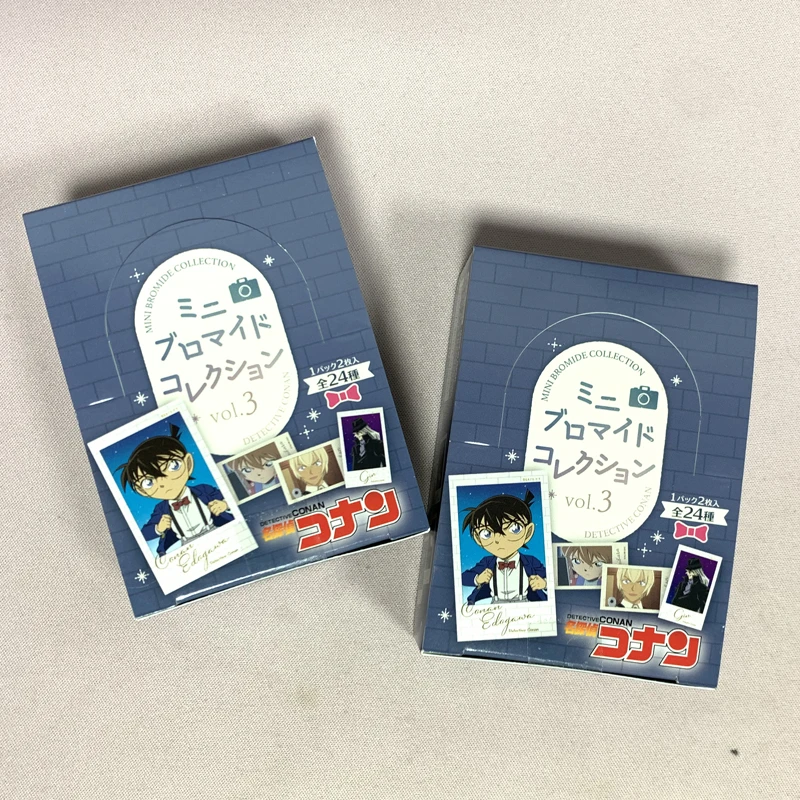 MINI BROMIDE COLLECTION
ミニ
ブロマイド
コレクション
vol.3
DETECTIVE CONAN
1パック2枚入
全24種
Conan
Edogawa
Gin
DETECTIVE CONAN
名探偵
コナン
MINI BROMIDE COLLECTION
ミニ
ブロマイド
コレクション
vol.3
DETECTIVE CONAN
1パック2枚入
全24種
Conan
Edogawa
Detective Conan
Gin
DETECTIVE CONAN
名探偵
コナン